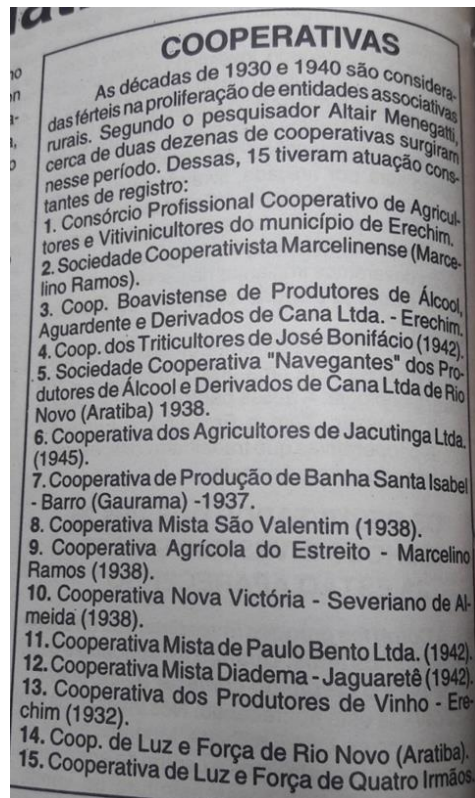 COOPERATIVAS
As décadas de 1930 e 1940 são considera-
das férteis na proliferação de entidades associativas
rurais. Segundo o pesquisador Altair Menegatti,
cerca de duas dezenas de cooperativas surgiram
nesse período. Dessas, 15 tiveram atuação cons-
tantes de registro:
1. Consórcio Profissional Cooperativo de Agricul-
tores e Vitivinicultores do município de Erechim.
2. Sociedade Cooperativista Marcelinense (Marce-
lino Ramos).
3. Coop. Boavistense de Produtores de Álcool,
Aguardente e Derivados de Cana Ltda. - Erechim.
4. Coop. dos Triticultores de José Bonifácio (1942).
5. Sociedade Cooperativa "Navegantes" dos Pro-
dutores de Álcool e Derivados de Cana Ltda de Rio
Novo (Aratiba) 1938.
6. Cooperativa dos Agricultores de Jacutinga Ltda.
(1945).
7. Cooperativa de Produção de Banha Santa Isabel
- Barro (Gaurama) -1937.
8. Cooperativa Mista São Valentim (1938).
9. Cooperativa Agrícola do Estreito - Marcelino
Ramos (1938).
10. Cooperativa Nova Victória - Severiano de Al-
meida (1938).
11. Cooperativa Mista de Paulo Bento Ltda. (1942).
12. Cooperativa Mista Diadema - Jaguaretê (1942).
13. Cooperativa dos Produtores de Vinho - Ere-
chim (1932).
14. Coop. de Luz e Força de Rio Novo (Aratiba).
15. Cooperativa de Luz e Força de Quatro Irmãos.